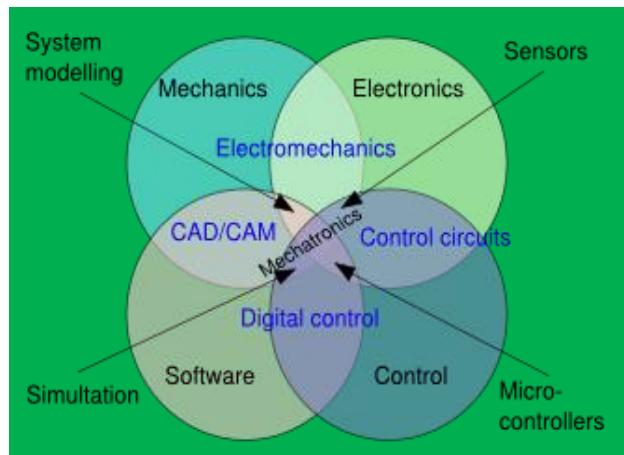 System
modelling
Sensors
Mechanics
Electronics
Electromechanics
CAD/CAM
Mechatronics
Control circuits
Digital control
Simultation
Software
Control
Micro-
controllers